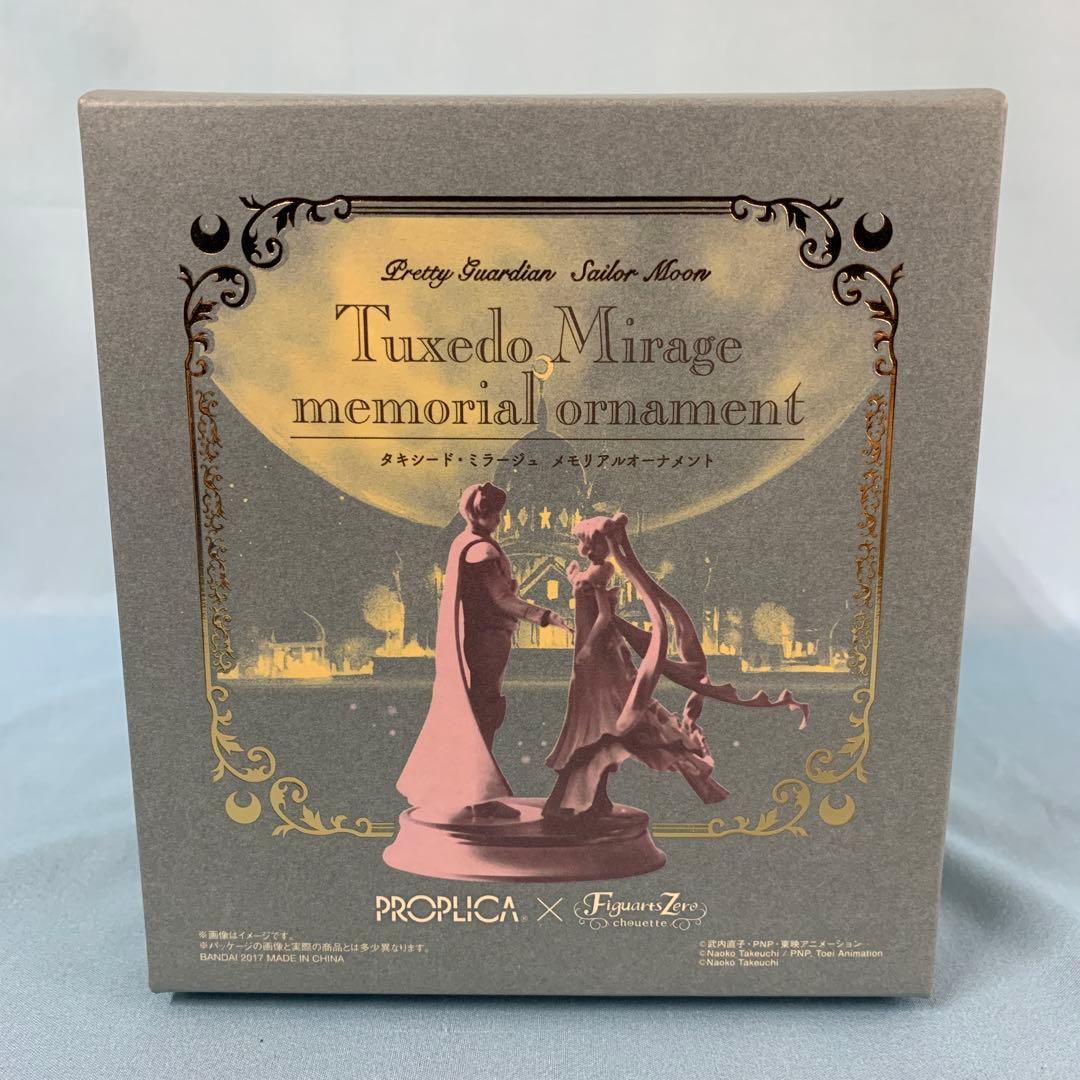 Pretty Guardian Sailor Moon
Tuxedo Mirage
memorial ornament
タキシード・ミラージュ メモリアルオーナメント
PROPLICA® × FiguartsZero
chouette
※画像はイメージです。
※パッケージの画像と実際の商品とは多少異なります。
BANDAI 2017 MADE IN CHINA
©武内直子・PNP・東映アニメーション
©Naoko Takeuchi / PNP, Toei Animation
©Naoko Takeuchi